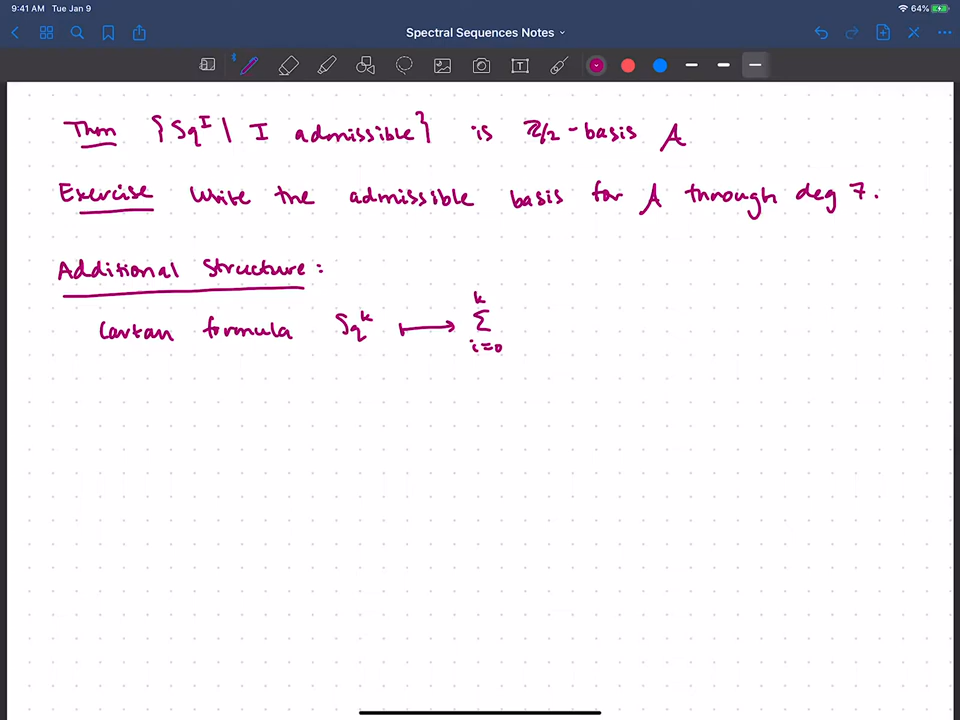 9:41 AM Tue Jan 9
64%
Spectral Sequences Notes
Thm {Sq^I | I admissible} is Z/2 - basis A
Exercise Write the admissible basis for A through deg 7.
Additional Structure:
Cartan formula Sq^k ⟼ ∑_{i=0}^k